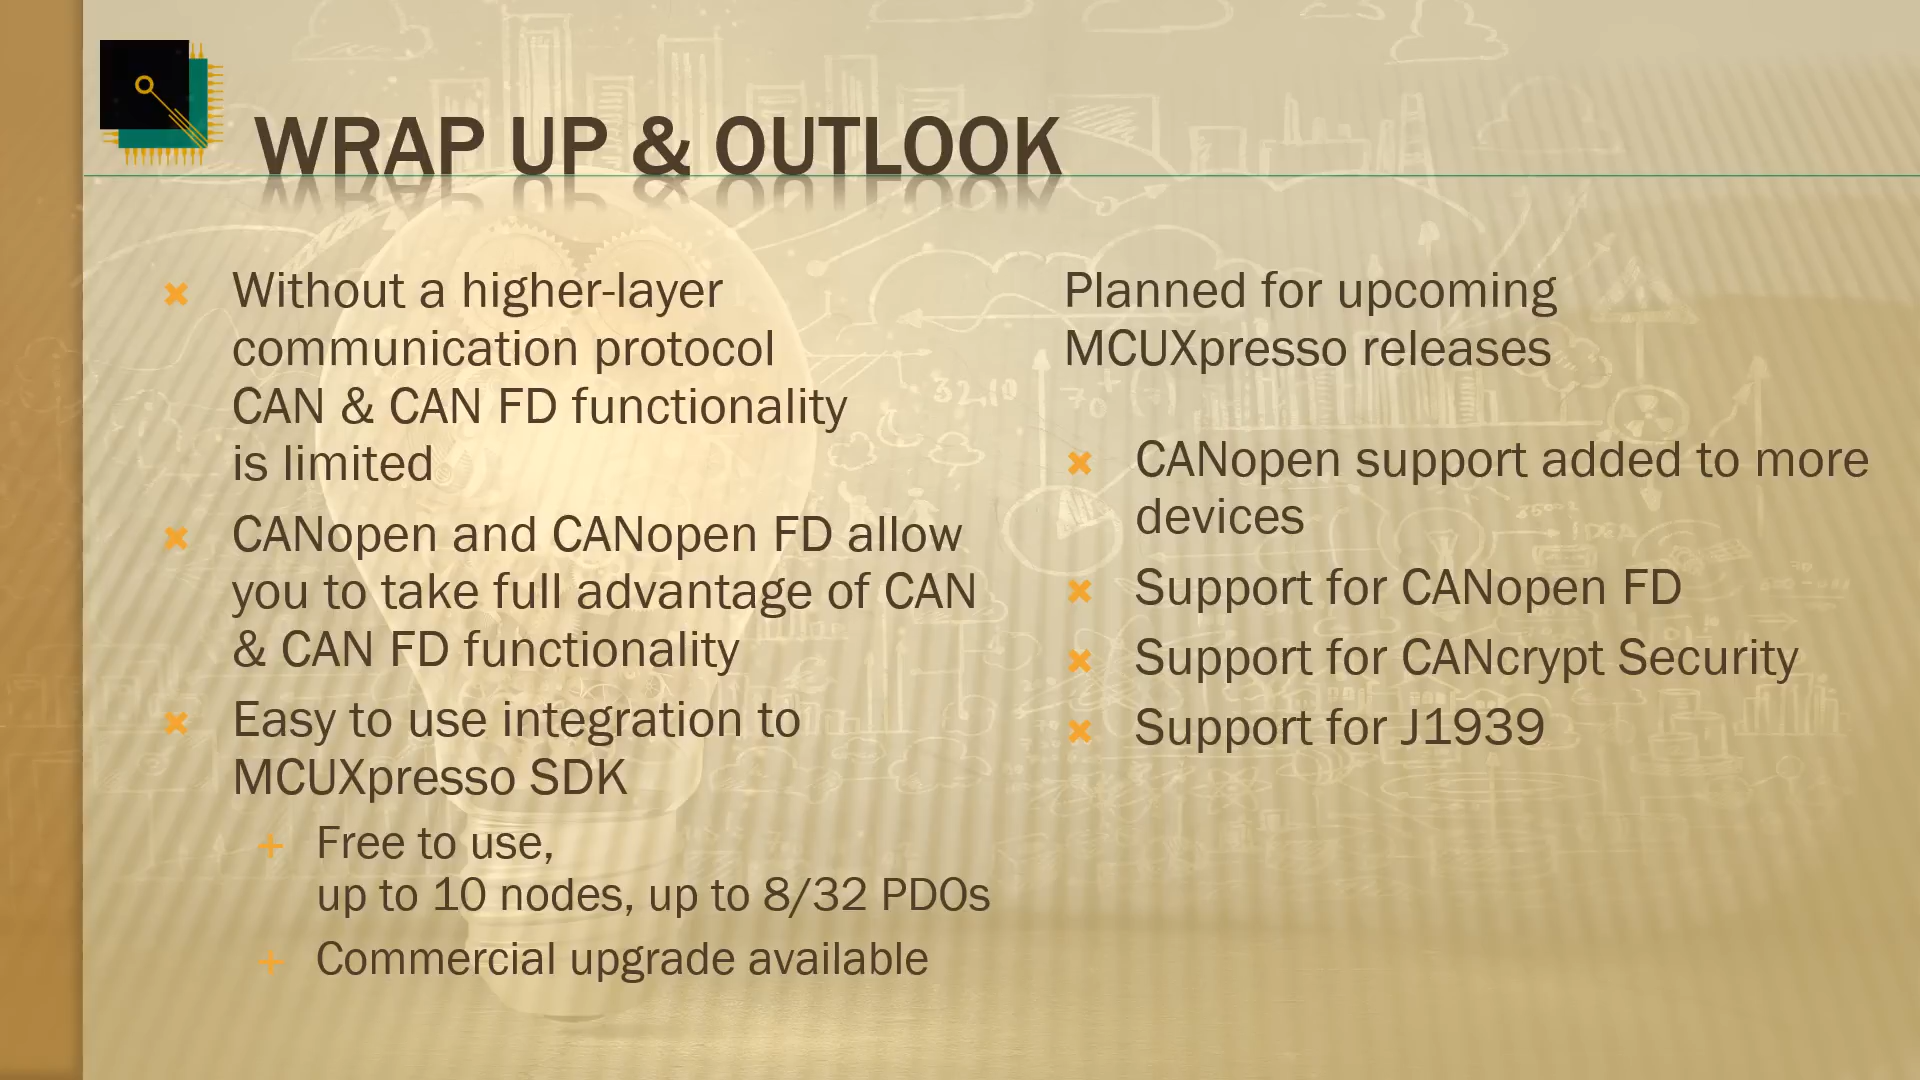 WRAP UP & OUTLOOK
Without a higher-layer
communication protocol
CAN & CAN FD functionality
is limited
CANopen and CANopen FD allow
you to take full advantage of CAN
& CAN FD functionality
Easy to use integration to
MCUXpresso SDK
Free to use,
up to 10 nodes, up to 8/32 PDOs
Commercial upgrade available
Planned for upcoming
MCUXpresso releases
CANopen support added to more
devices
Support for CANopen FD
Support for CANcrypt Security
Support for J1939
32,10